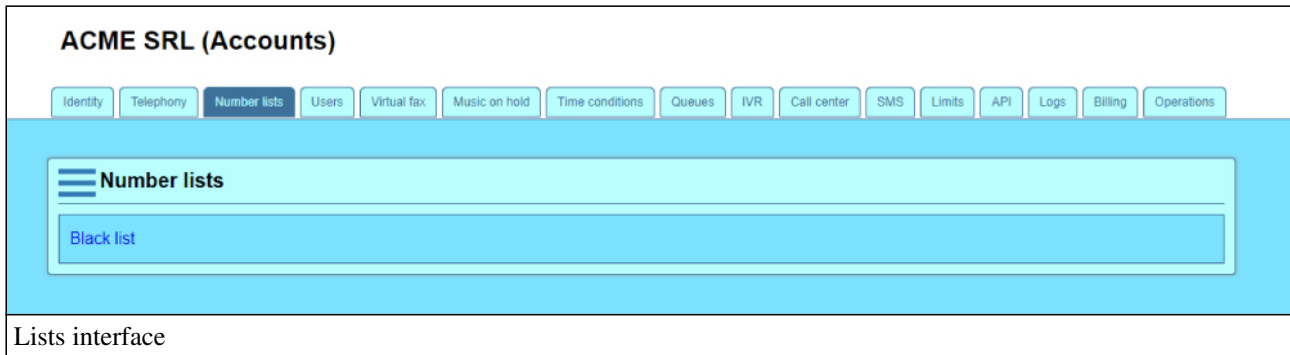 ACME SRL (Accounts)
Identity Telephony Number lists Users Virtual fax Music on hold Time conditions Queues IVR Call center SMS Limits API Logs Billing Operations
Number lists
Black list
Lists interface